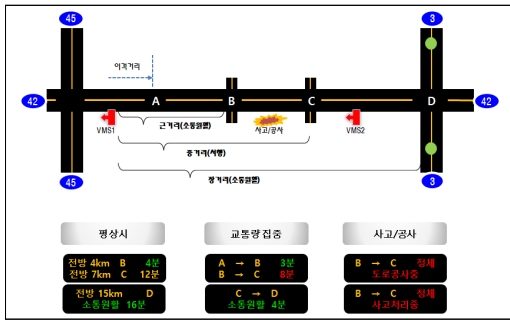 45
3
이격거리
42
A
B
C
D
42
VMS1
근거리(소통원활)
사고/공사
VMS2
중거리(서행)
장거리(소통원활)
45
3
평상시
교통량집중
사고/공사
전방 4km B 4분
전방 7km C 12분
A → B 3분
B → C 8분
B → C 정체
도로공사중
전방 15km D
소통원활 16분
C → D
소통원활 4분
B → C 정체
사고처리중